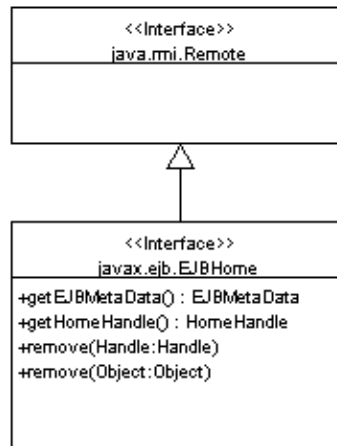 <<Interface>>
java.rmi.Remote
<<Interface>>
javax.ejb.EJBHome
+getEJBMetaData() : EJBMetaData
+getHomeHandle() : HomeHandle
+remove(Handle:Handle)
+remove(Object:Object)